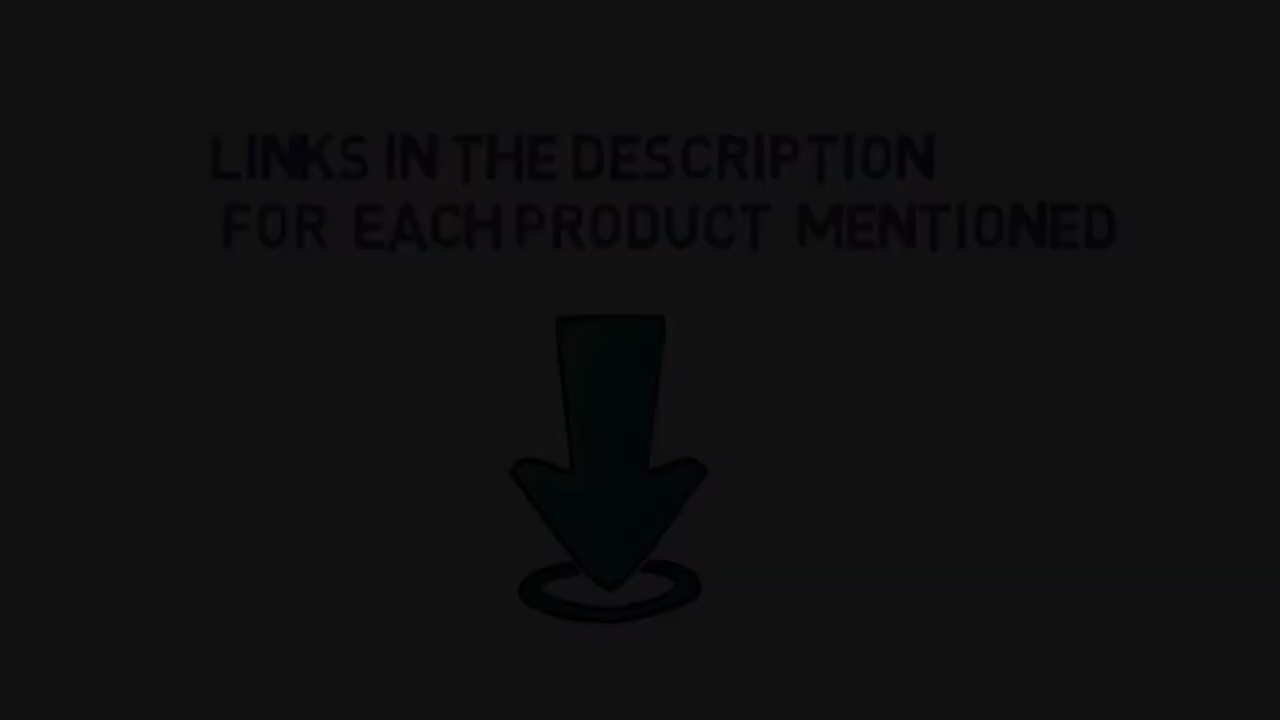 LINKS IN THE DESCRIPTION
FOR EACH PRODUCT MENTIONED